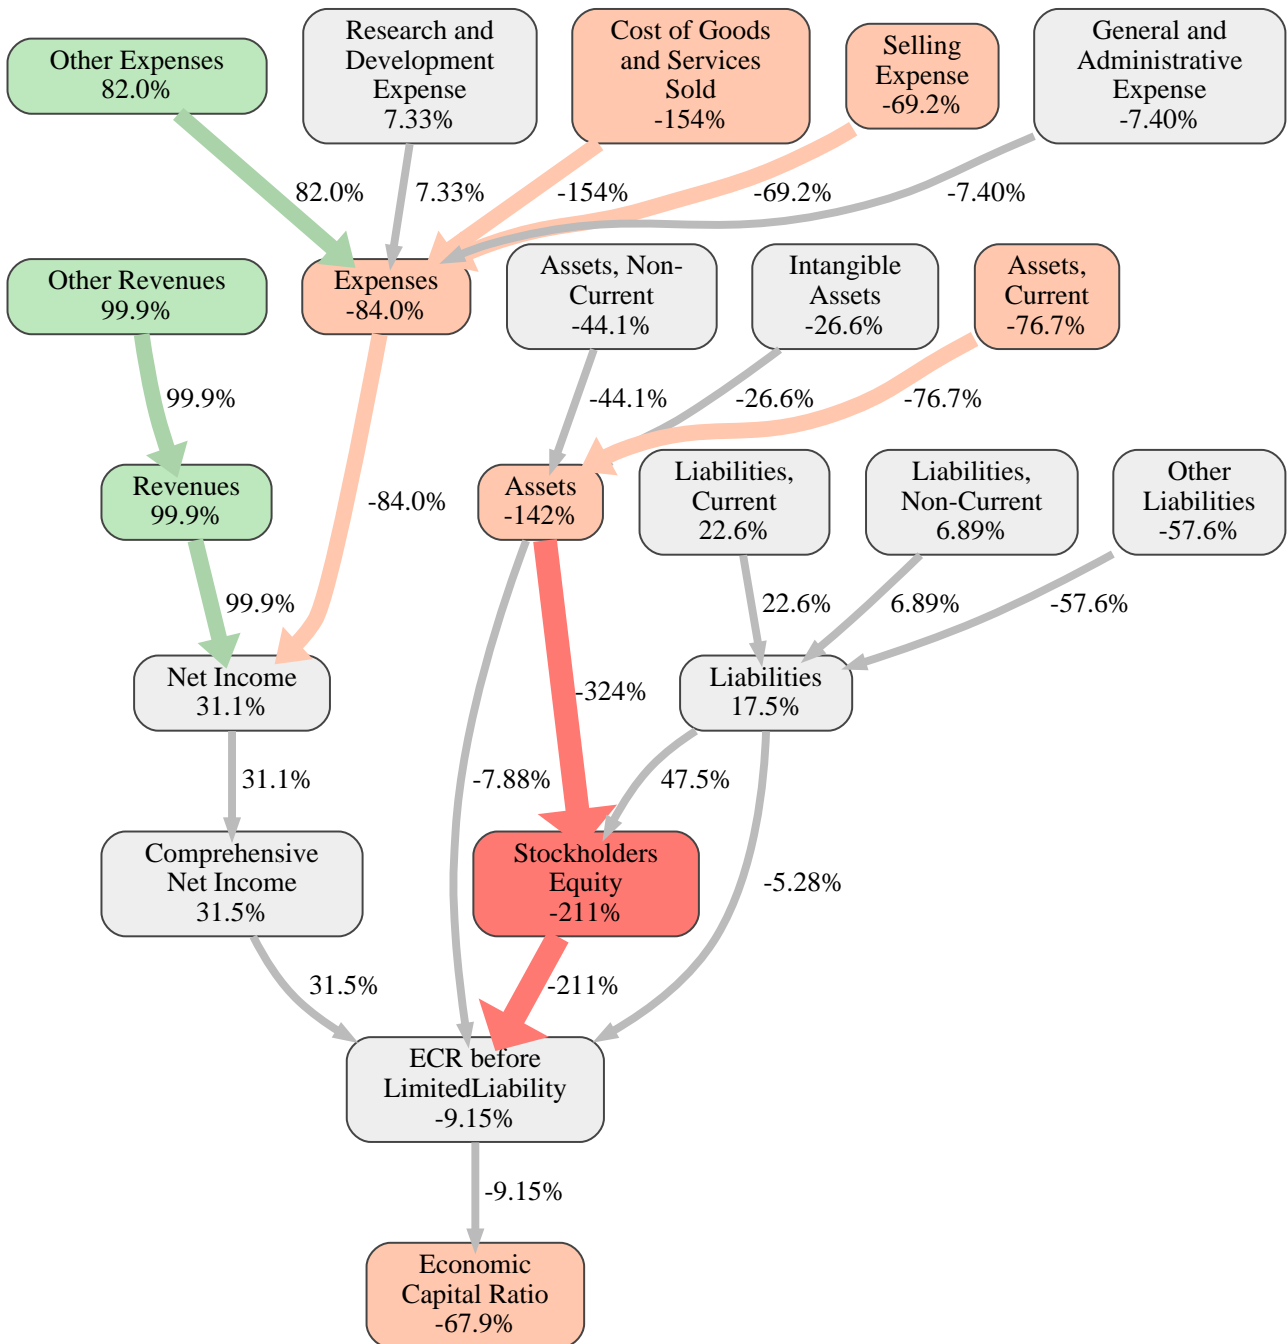 Other Expenses
82.0%
Research and
Development
Expense
7.33%
Cost of Goods
and Services
Sold
-154%
Selling
Expense
-69.2%
General and
Administrative
Expense
-7.40%
82.0%
7.33%
-154%
-69.2%
-7.40%
Other Revenues
99.9%
Expenses
-84.0%
Assets, Non-
Current
-44.1%
Intangible
Assets
-26.6%
Assets,
Current
-76.7%
99.9%
-84.0%
-44.1%
-26.6%
-76.7%
Revenues
99.9%
Assets
-142%
Liabilities,
Current
22.6%
Liabilities,
Non-Current
6.89%
Other
Liabilities
-57.6%
99.9%
-324%
22.6%
6.89%
-57.6%
Net Income
31.1%
Liabilities
17.5%
31.1%
-7.88%
47.5%
-5.28%
Comprehensive
Net Income
31.5%
Stockholders
Equity
-211%
31.5%
-211%
ECR before
LimitedLiability
-9.15%
-9.15%
Economic
Capital Ratio
-67.9%